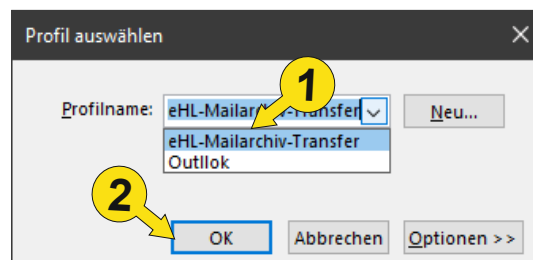 Profil auswählen
1
Profilname: eHL-Mailarchiv-Transfer Neu...
eHL-Mailarchiv-Transfer
Outllok
2
OK Abbrechen Optionen >>